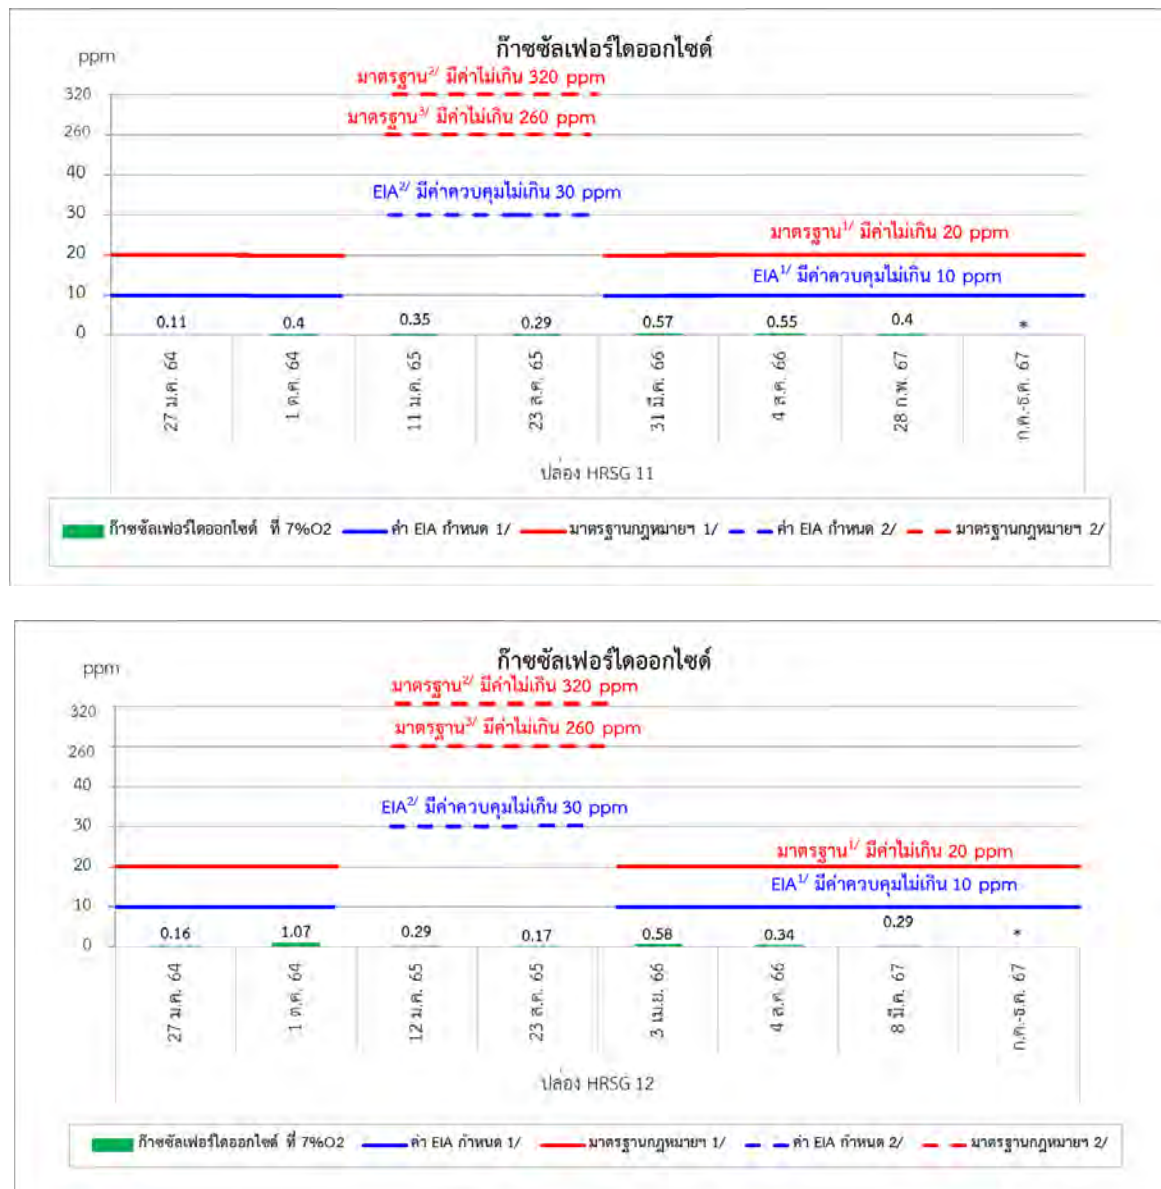 ก๊าซซัลเฟอร์ไดออกไซด์
ppm
มาตรฐาน2/ มีค่าไม่เกิน 320 ppm
320
มาตรฐาน3/ มีค่าไม่เกิน 260 ppm
260
40
EIA2/ มีค่าควบคุมไม่เกิน 30 ppm
30
มาตรฐาน1/ มีค่าไม่เกิน 20 ppm
20
EIA1/ มีค่าควบคุมไม่เกิน 10 ppm
10
0.11 0.4 0.35 0.29 0.57 0.55 0.4 *
0
27 ม.ค. 64 1 ต.ค. 64 11 ม.ค. 65 23 ส.ค. 65 31 มี.ค. 66 4 ส.ค. 66 28 ก.พ. 67 ก.ค.-ธ.ค. 67
ปล่อง HRSG 11
ก๊าซซัลเฟอร์ไดออกไซด์ ที่ 7%O2 ค่า EIA กำหนด 1/ มาตรฐานกฎหมายฯ 1/ ค่า EIA กำหนด 2/ มาตรฐานกฎหมายฯ 2/
ก๊าซซัลเฟอร์ไดออกไซด์
ppm
มาตรฐาน2/ มีค่าไม่เกิน 320 ppm
320
มาตรฐาน3/ มีค่าไม่เกิน 260 ppm
260
40
EIA2/ มีค่าควบคุมไม่เกิน 30 ppm
30
มาตรฐาน1/ มีค่าไม่เกิน 20 ppm
20
EIA1/ มีค่าควบคุมไม่เกิน 10 ppm
10
0.16 1.07 0.29 0.17 0.58 0.34 0.29 *
0
27 ม.ค. 64 1 ต.ค. 64 12 ม.ค. 65 23 ส.ค. 65 3 เม.ย. 66 4 ส.ค. 66 8 มี.ค. 67 ก.ค.-ธ.ค. 67
ปล่อง HRSG 12
ก๊าซซัลเฟอร์ไดออกไซด์ ที่ 7%O2 ค่า EIA กำหนด 1/ มาตรฐานกฎหมายฯ 1/ ค่า EIA กำหนด 2/ มาตรฐานกฎหมายฯ 2/